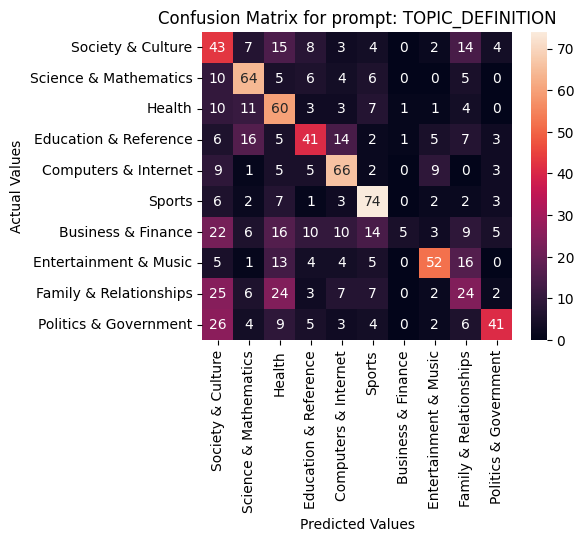 Confusion Matrix for prompt: TOPIC_DEFINITION
Society & Culture 43 7 15 8 3 4 0 2 14 4
Science & Mathematics 10 64 5 6 4 6 0 0 5 0
Health 10 11 60 3 3 7 1 1 4 0
Education & Reference 6 16 5 41 14 2 1 5 7 3
Computers & Internet 9 1 5 5 66 2 0 9 0 3
Sports 6 2 7 1 3 74 0 2 2 3
Business & Finance 22 6 16 10 10 14 5 3 9 5
Entertainment & Music 5 1 13 4 4 5 0 52 16 0
Family & Relationships 25 6 24 3 7 7 0 2 24 2
Politics & Government 26 4 9 5 3 4 0 2 6 41
Actual Values
Society & Culture
Science & Mathematics
Health
Education & Reference
Computers & Internet
Sports
Business & Finance
Entertainment & Music
Family & Relationships
Politics & Government
Predicted Values
70
60
50
40
30
20
10
0